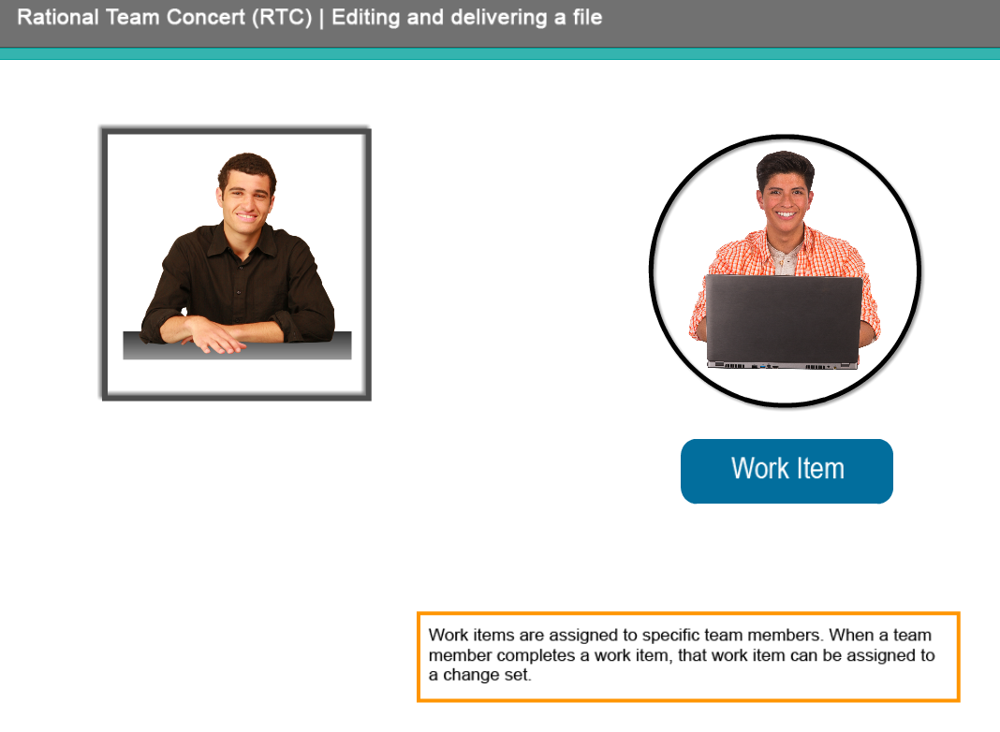 Rational Team Concert (RTC) | Editing and delivering a file
Work Item
Work items are assigned to specific team members. When a team
member completes a work item, that work item can be assigned to
a change set.